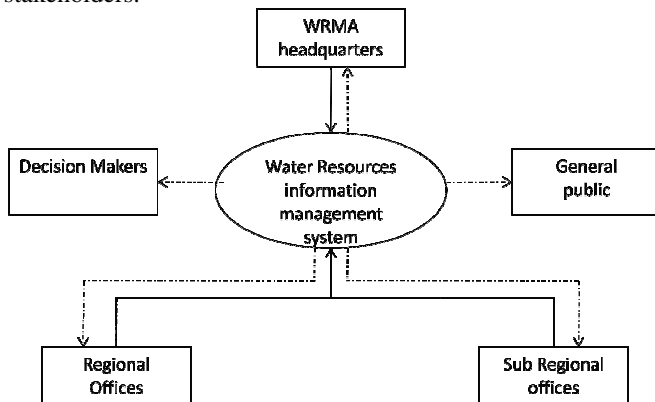 stakeholders.
WRMA
headquarters
Decision Makers
Water Resources
information
management
system
General
public
Regional
Offices
Sub Regional
offices